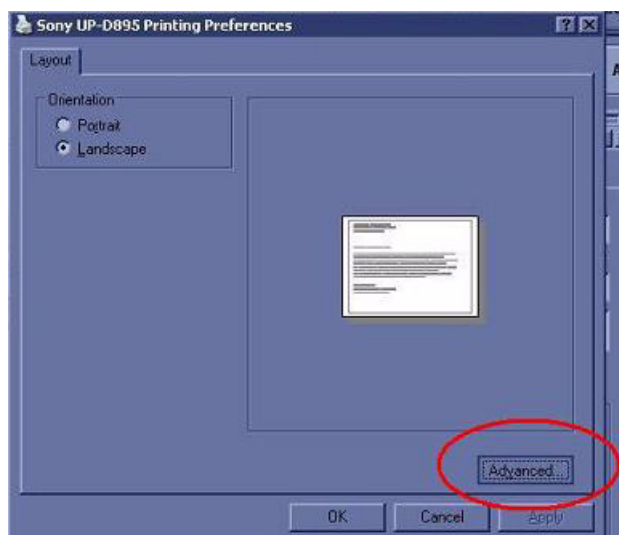 Sony UP-D895 Printing Preferences
Layout
Orientation
Portrait
Landscape
Advanced...
OK
Cancel
Apply